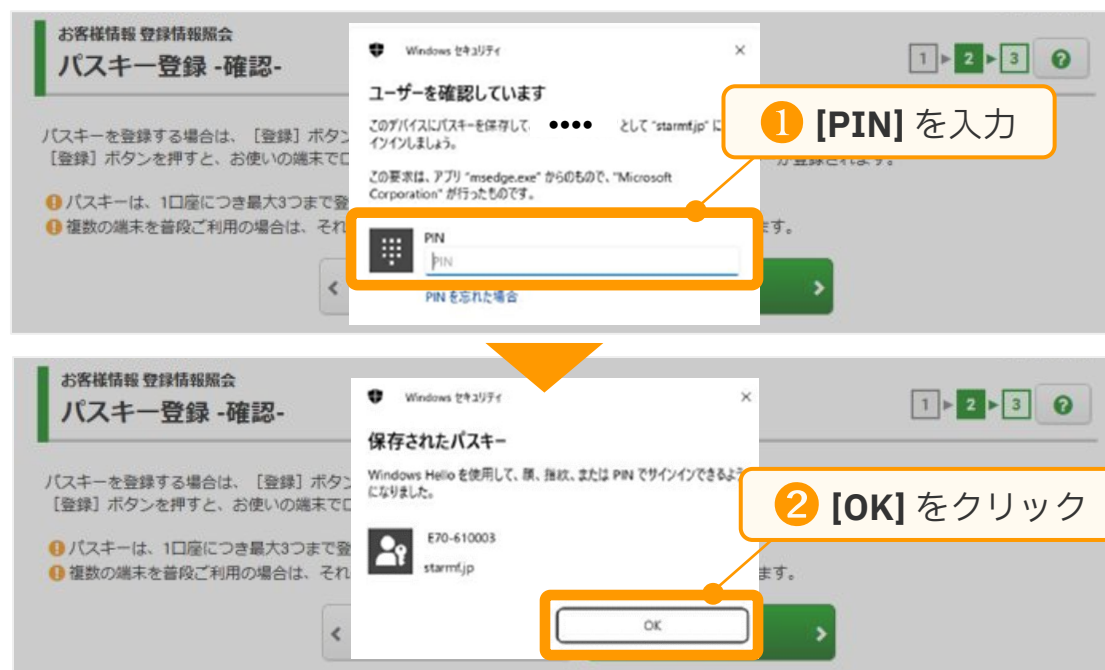 お客様情報 登録情報照会
パスキー登録 -確認-
1 2 3 ?
パスキーを登録する場合は、［登録］ボタン
［登録］ボタンを押すと、お使いの端末でロ
が登録されます。
パスキーは、1口座につき最大3つまで登
複数の端末を普段ご利用の場合は、それ
ます。
Windows セキュリティ
ユーザーを確認しています
このデバイスにパスキーを保存して、 ●●●● として "starmf.jp" に
インインしましょう。
この要求は、アプリ "msedge.exe" からのもので、"Microsoft
Corporation" が行ったものです。
PIN
PIN
PIN を忘れた場合
❶ [PIN] を入力
お客様情報 登録情報照会
パスキー登録 -確認-
1 2 3 ?
パスキーを登録する場合は、［登録］ボタン
［登録］ボタンを押すと、お使いの端末でロ
パスキーは、1口座につき最大3つまで登
複数の端末を普段ご利用の場合は、それ
ます。
Windows セキュリティ
保存されたパスキー
Windows Hello を使用して、顔、指紋、または PIN でサインインできるよう
になりました。
E70-610003
starmf.jp
OK
❷ [OK] をクリック